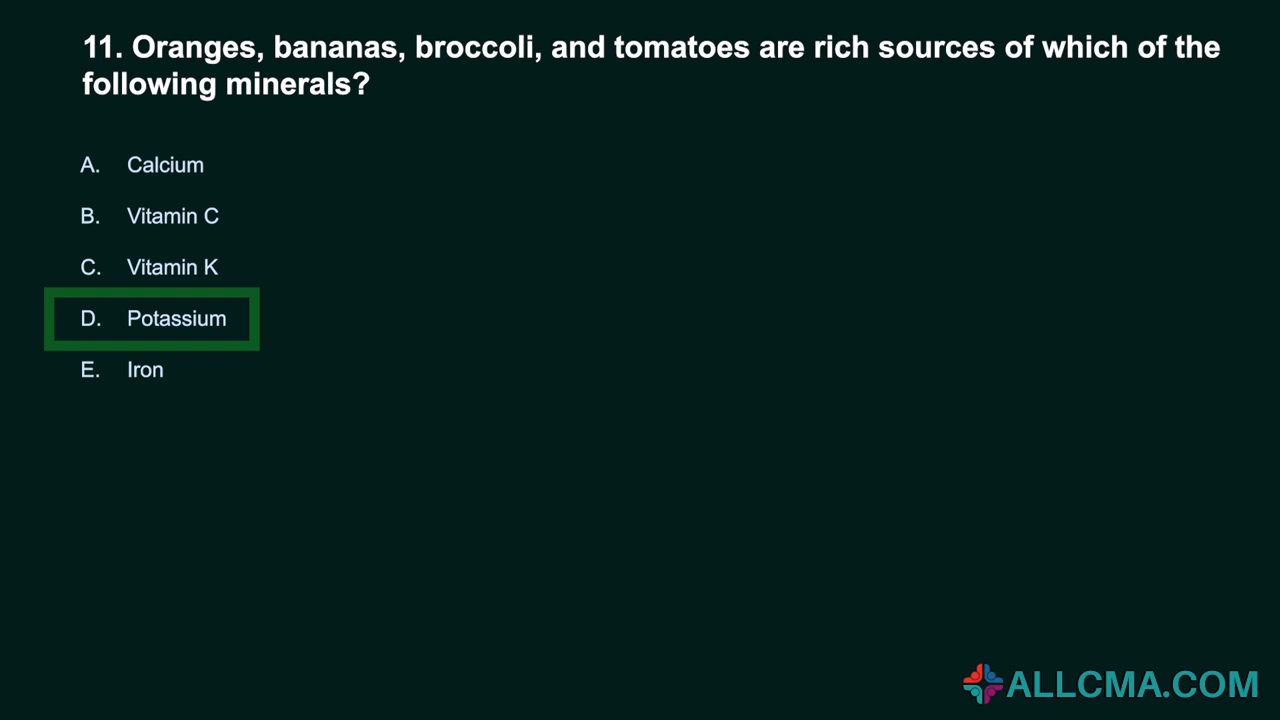 11. Oranges, bananas, broccoli, and tomatoes are rich sources of which of the
following minerals?
A. Calcium
B. Vitamin C
C. Vitamin K
D. Potassium
E. Iron
ALLCMA.COM